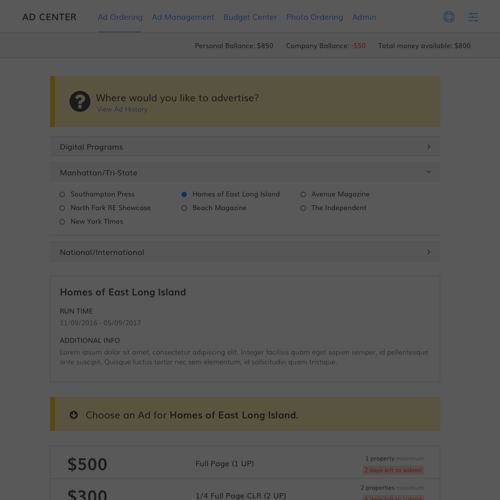 AD CENTER
Ad Ordering Ad Management Budget Center Photo Ordering Admin
Personal Ballance: $850 Company Ballance: -$50 Total money available: $800
Where would you like to advertise?
View Ad History
Digital Programs
Manhattan/Tri-State
Southampton Press Homes of East Long Island Avenue Magazine
North Fork RE Showcase Beach Magazine The Independent
New York Times
National/International
Homes of East Long Island
RUN TIME
11/09/2016 - 05/09/2017
ADDITIONAL INFO
Lorem ipsum dolor sit amet, consectetur adipiscing elit. Integer facilisis quam eget sapien semper, id pellentesque
ante suscipit. Quisque luctus tortor nec sem elementum, id sollicitudin quam tristique.
Choose an Ad for Homes of East Long Island.
$500 Full Page (1 UP) 1 property maximum
3 days left to submit
$300 1/4 Full Page CLR (2 UP) 2 properties maximum
days left to submit